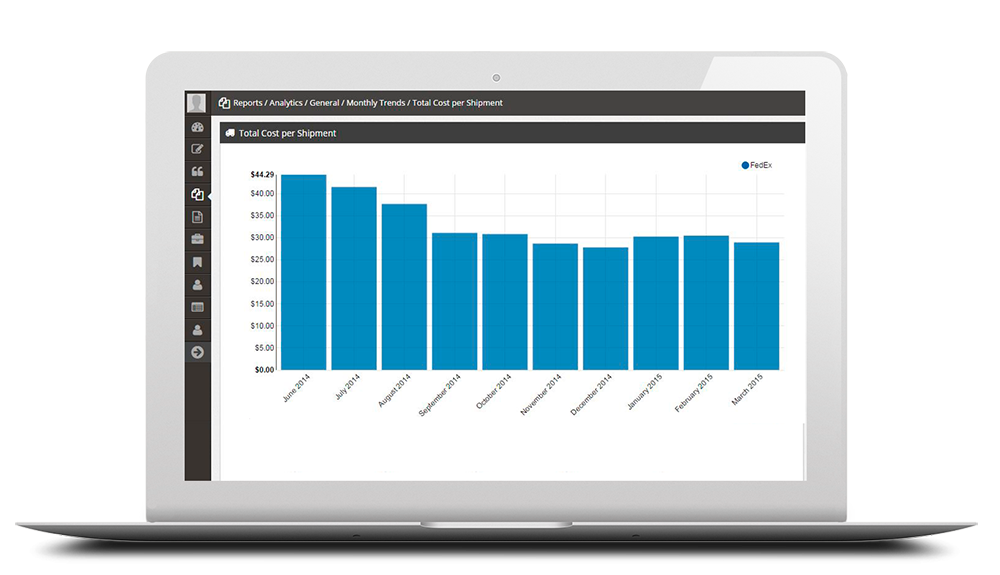 Reports / Analytics / General / Monthly Trends / Total Cost per Shipment
Total Cost per Shipment
FedEx
$44.29
$40.00
$35.00
$30.00
$25.00
$20.00
$15.00
$10.00
$5.00
$0.00
June 2014
July 2014
August 2014
September 2014
October 2014
November 2014
December 2014
January 2015
February 2015
March 2015